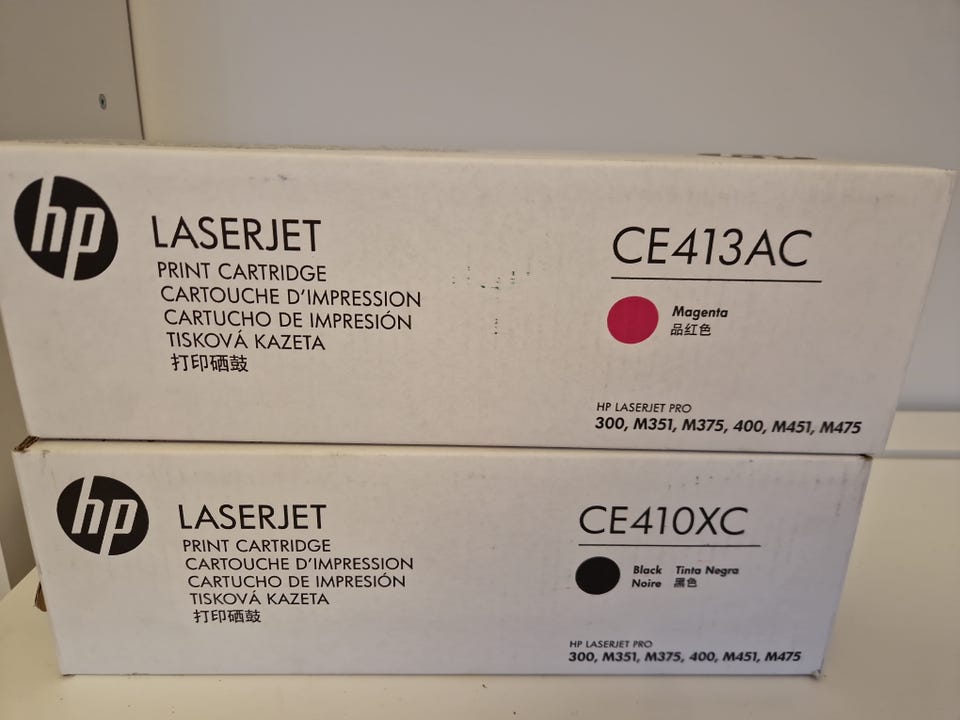 hp
LASERJET
PRINT CARTRIDGE
CARTOUCHE D'IMPRESSION
CARTUCHO DE IMPRESIÓN
TISKOVÁ KAZETA
打印硒鼓
CE413AC
Magenta
品红色
HP LASERJET PRO
300, M351, M375, 400, M451, M475
hp
LASERJET
PRINT CARTRIDGE
CARTOUCHE D'IMPRESSION
CARTUCHO DE IMPRESIÓN
TISKOVÁ KAZETA
打印硒鼓
CE410XC
Black Tinta Negra
Noire 黑色
HP LASERJET PRO
300, M351, M375, 400, M451, M475